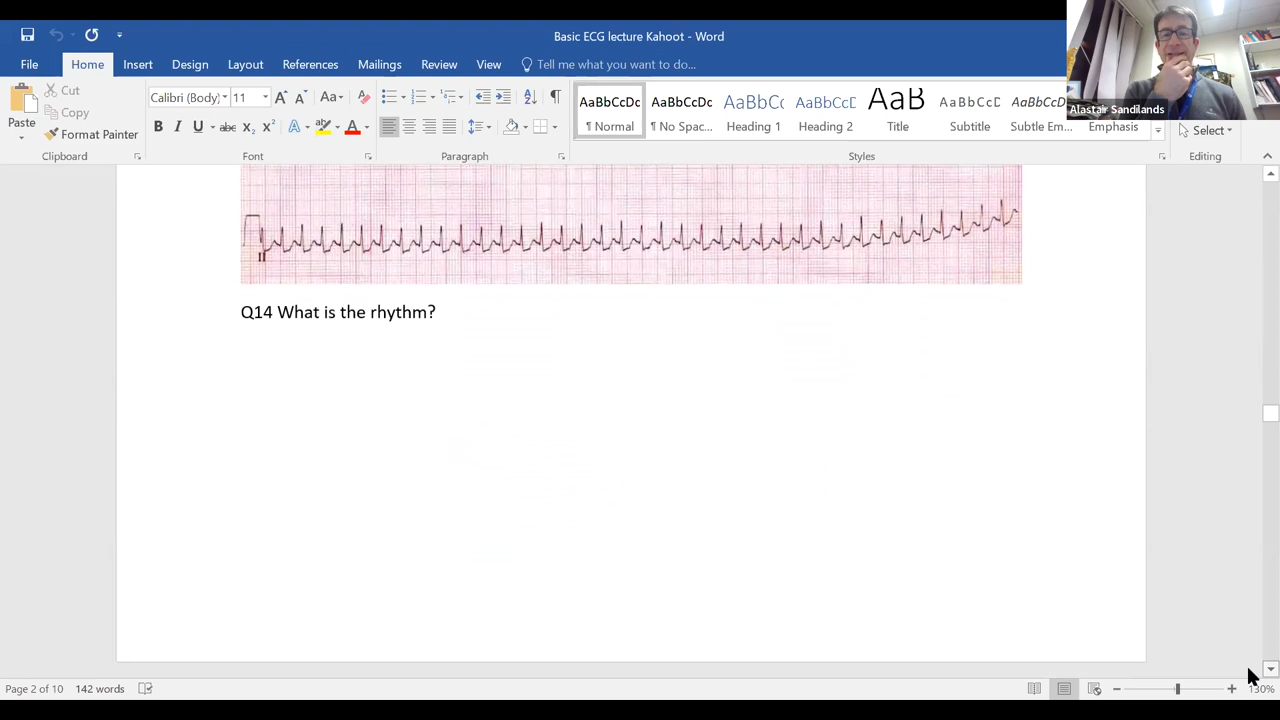 Basic ECG lecture Kahoot - Word
Alastair Sandilands
File Home Insert Design Layout References Mailings Review View Tell me what you want to do...
Paste
Cut
Copy
Format Painter
Calibri (Body) 11
AaBbCcDc AaBbCcDc AaBbCc AaBbCcD AaB AaBbCcD AaBbCcDc
¶ Normal ¶ No Spac... Heading 1 Heading 2 Title Subtitle Subtle Em... Emphasis
Select
Clipboard Font Paragraph Styles Editing
II
Q14 What is the rhythm?
Page 2 of 10 142 words 130%